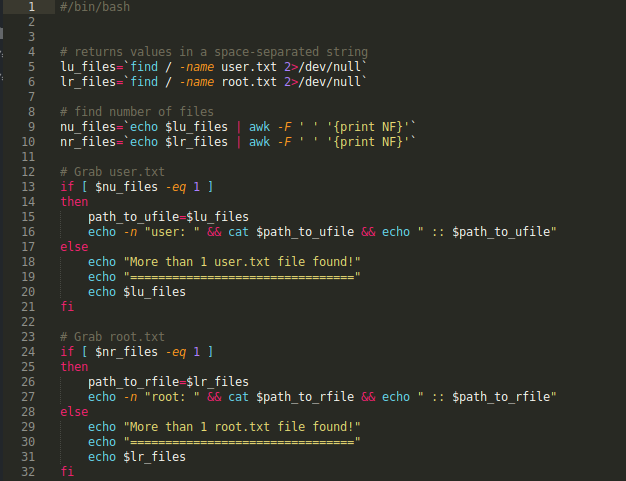 1 #/bin/bash
2
3
4 # returns values in a space-separated string
5 lu_files=`find / -name user.txt 2>/dev/null`
6 lr_files=`find / -name root.txt 2>/dev/null`
7
8 # find number of files
9 nu_files=`echo $lu_files | awk -F ' ' '{print NF}'`
10 nr_files=`echo $lr_files | awk -F ' ' '{print NF}'`
11
12 # Grab user.txt
13 if [ $nu_files -eq 1 ]
14 then
15     path_to_ufile=$lu_files
16     echo -n "user: " && cat $path_to_ufile && echo " :: $path_to_ufile"
17 else
18     echo "More than 1 user.txt file found!"
19     echo "==============================="
20     echo $lu_files
21 fi
22
23 # Grab root.txt
24 if [ $nr_files -eq 1 ]
25 then
26     path_to_rfile=$lr_files
27     echo -n "root: " && cat $path_to_rfile && echo " :: $path_to_rfile"
28 else
29     echo "More than 1 root.txt file found!"
30     echo "==============================="
31     echo $lr_files
32 fi